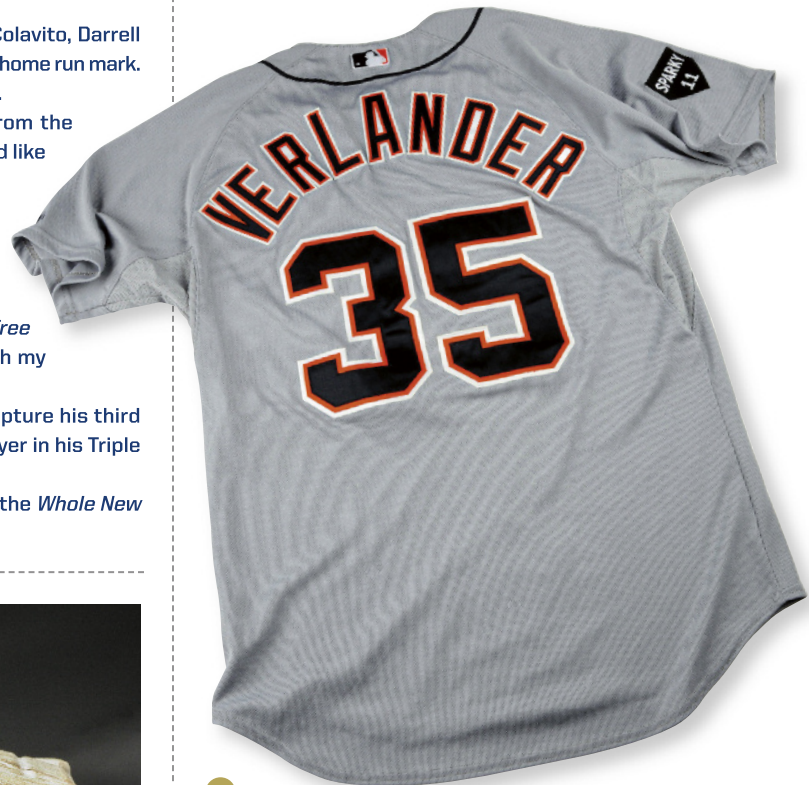 Colavito, Darrell
home run mark.
.
rom the
d like
Free
h my
pture his third
yer in his Triple
the Whole New
VERLANDER
35
SPARKY
11